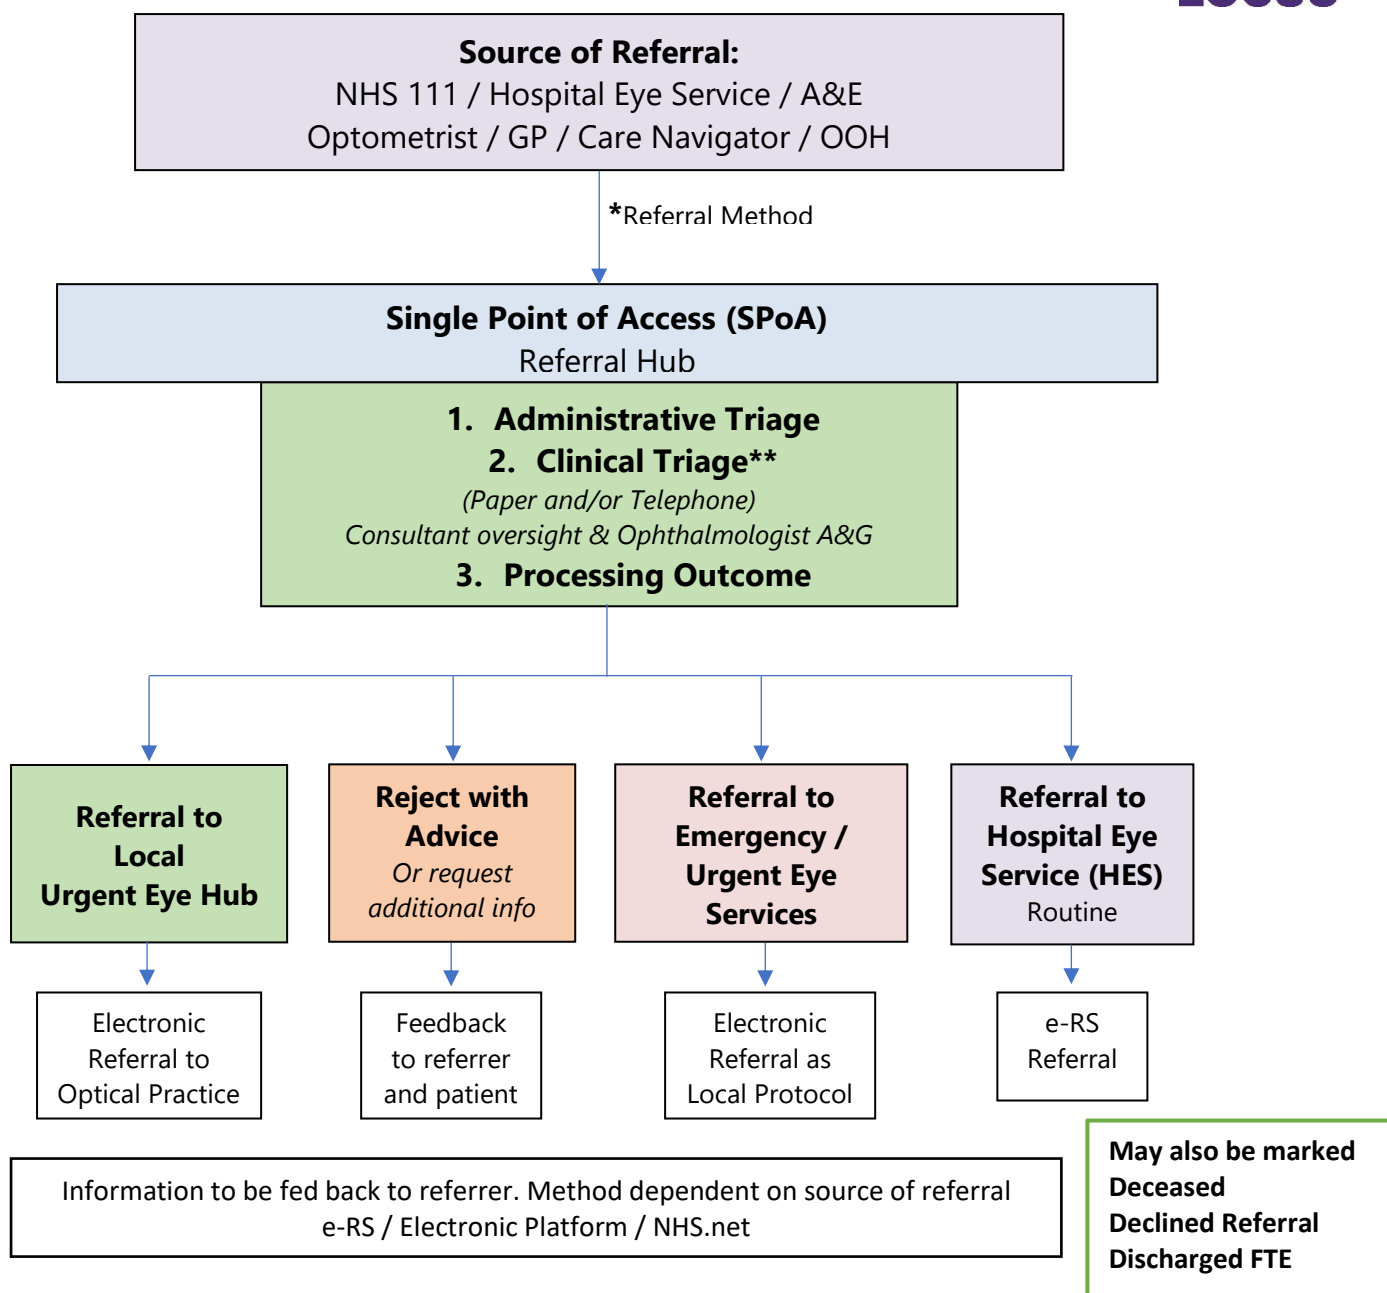 Source of Referral:
NHS 111 / Hospital Eye Service / A&E
Optometrist / GP / Care Navigator / OOH
*Referral Method
Single Point of Access (SPoA)
Referral Hub
1. Administrative Triage
2. Clinical Triage**
(Paper and/or Telephone)
Consultant oversight & Ophthalmologist A&G
3. Processing Outcome
Referral to
Local
Urgent Eye Hub
Reject with
Advice
Or request
additional info
Referral to
Emergency /
Urgent Eye
Services
Referral to
Hospital Eye
Service (HES)
Routine
Electronic
Referral to
Optical Practice
Feedback
to referrer
and patient
Electronic
Referral as
Local Protocol
e-RS
Referral
Information to be fed back to referrer. Method dependent on source of referral
e-RS / Electronic Platform / NHS.net
May also be marked
Deceased
Declined Referral
Discharged FTE